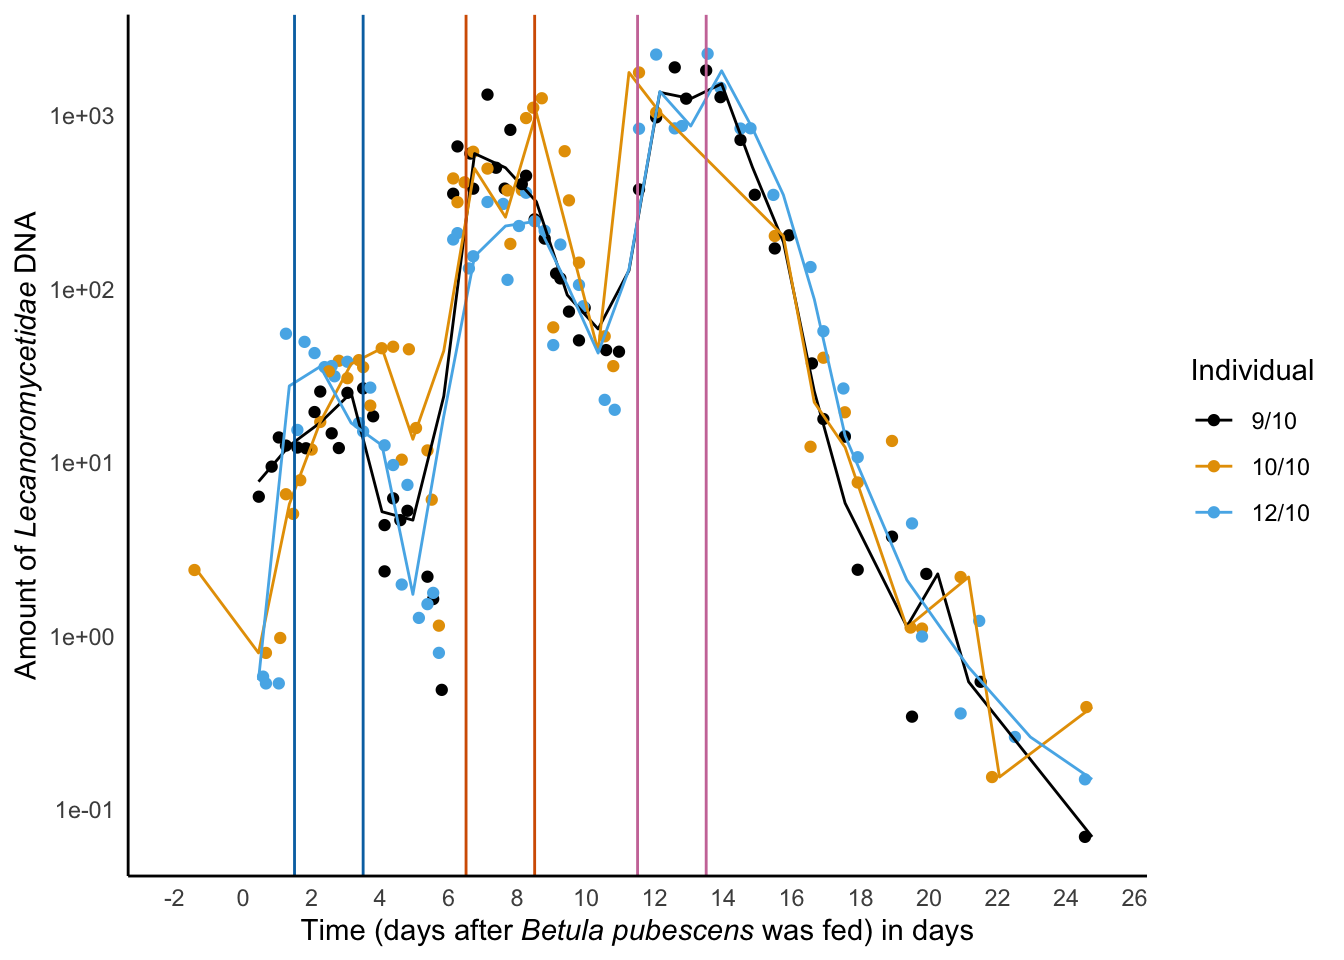 Amount of Lecanoromycetidae DNA
1e+03
1e+02
1e+01
1e+00
1e-01
-2 0 2 4 6 8 10 12 14 16 18 20 22 24 26
Time (days after Betula pubescens was fed) in days
Individual
9/10
10/10
12/10